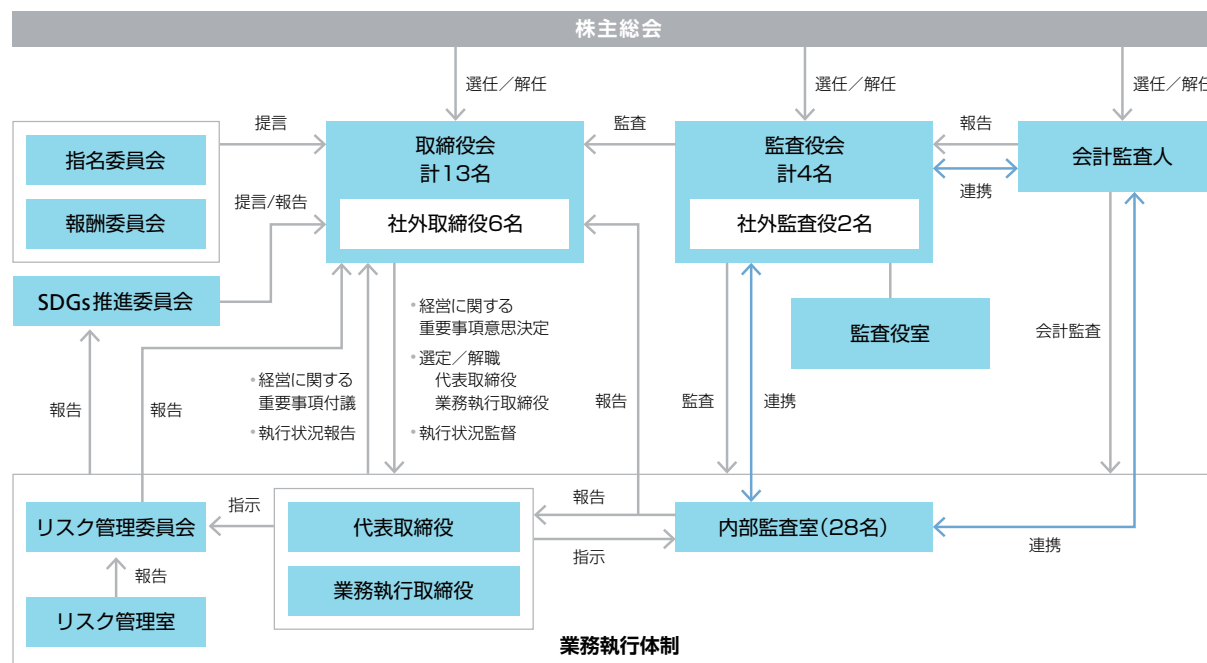 株主総会
選任／解任
選任／解任
選任／解任
提言
監査
報告
指名委員会
報酬委員会
取締役会
計13名
社外取締役6名
監査役会
計4名
社外監査役2名
会計監査人
連携
提言/報告
SDGs推進委員会
•経営に関する
重要事項意思決定
•選定／解職
代表取締役
業務執行取締役
•執行状況監督
監査役室
会計監査
報告
報告
•経営に関する
重要事項付議
•執行状況報告
報告
監査
連携
リスク管理委員会
指示
代表取締役
業務執行取締役
報告
指示
内部監査室（28名）
連携
報告
リスク管理室
業務執行体制